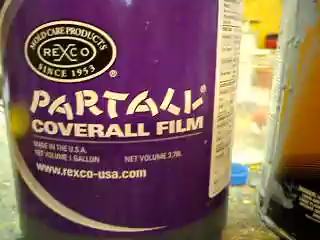 MOLD CARE PRODUCTS
REXCO
SINCE 1953
®
PARTALL®
COVERALL FILM
MADE IN THE U.S.A.
NET VOLUME 1 GALLON NET VOLUME 3.78L
www.rexco-usa.com